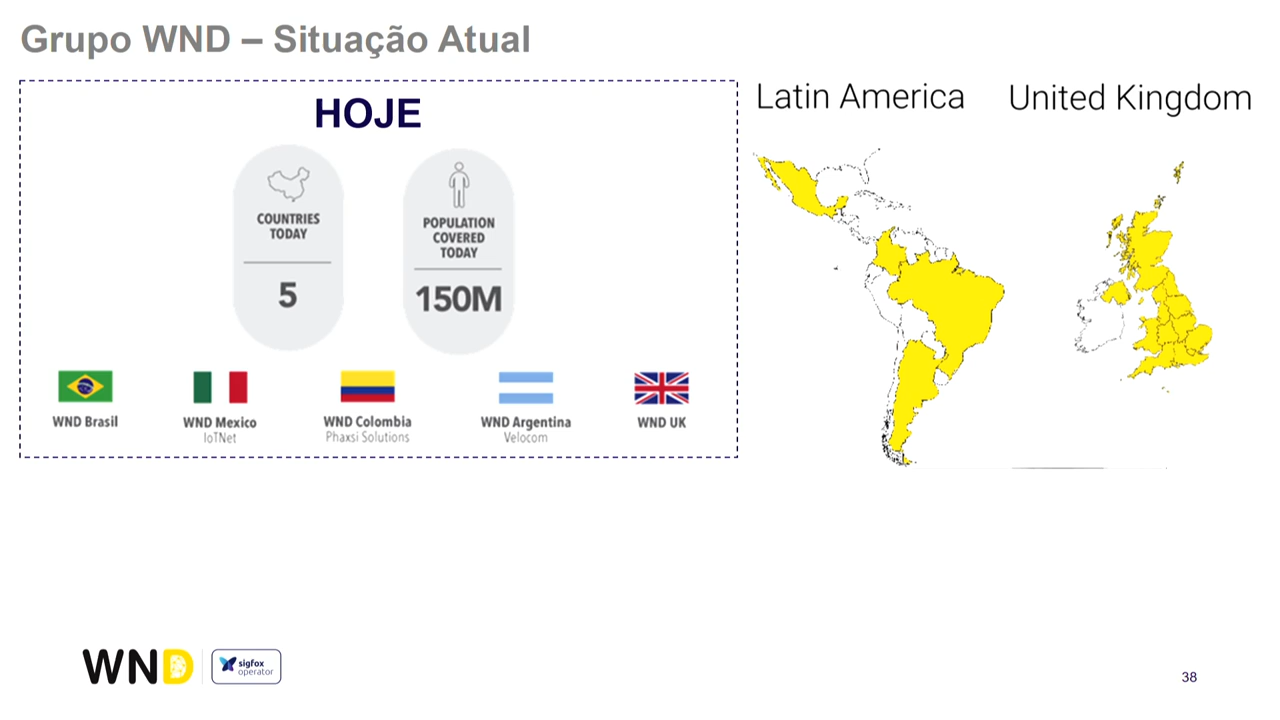 Grupo WND – Situação Atual
HOJE
COUNTRIES
TODAY
5
POPULATION
COVERED
TODAY
150M
WND Brasil
WND Mexico
IoTNet
WND Colombia
Phaxsi Solutions
WND Argentina
Velocom
WND UK
Latin America
United Kingdom
WND
sigfox
operator
38